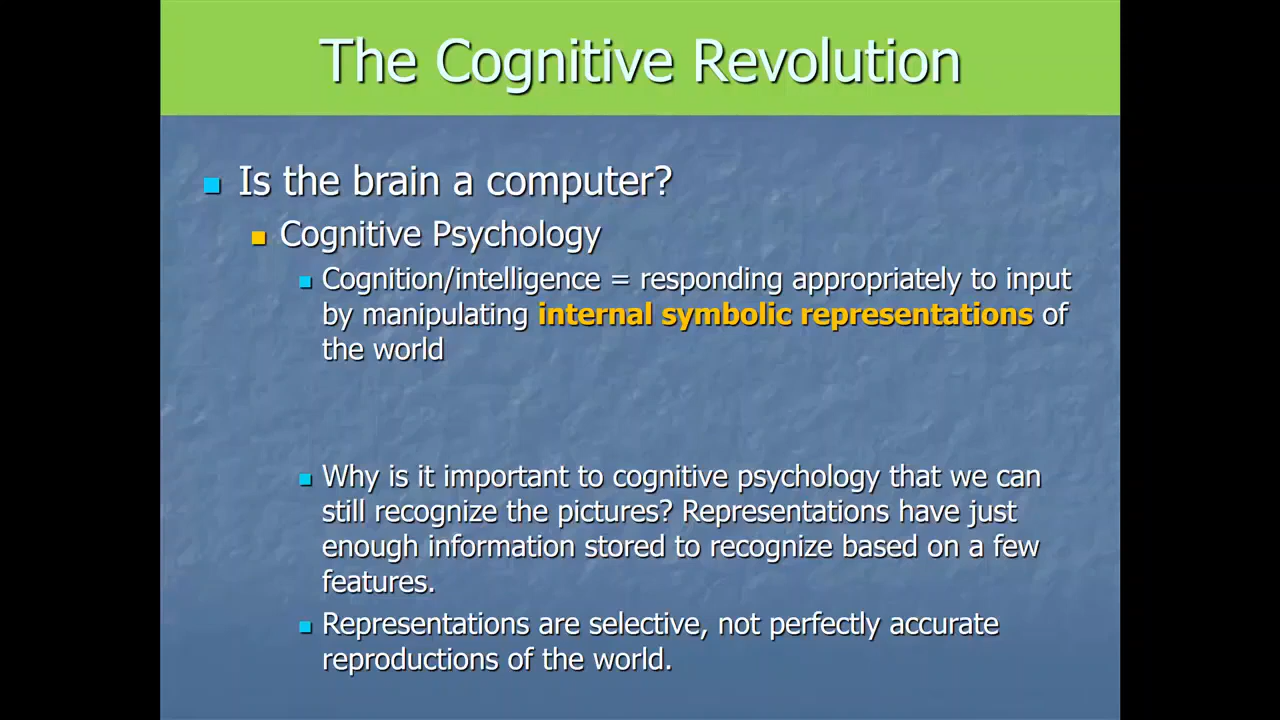 The Cognitive Revolution
Is the brain a computer?
Cognitive Psychology
Cognition/intelligence = responding appropriately to input
by manipulating internal symbolic representations of
the world
Why is it important to cognitive psychology that we can
still recognize the pictures? Representations have just
enough information stored to recognize based on a few
features.
Representations are selective, not perfectly accurate
reproductions of the world.